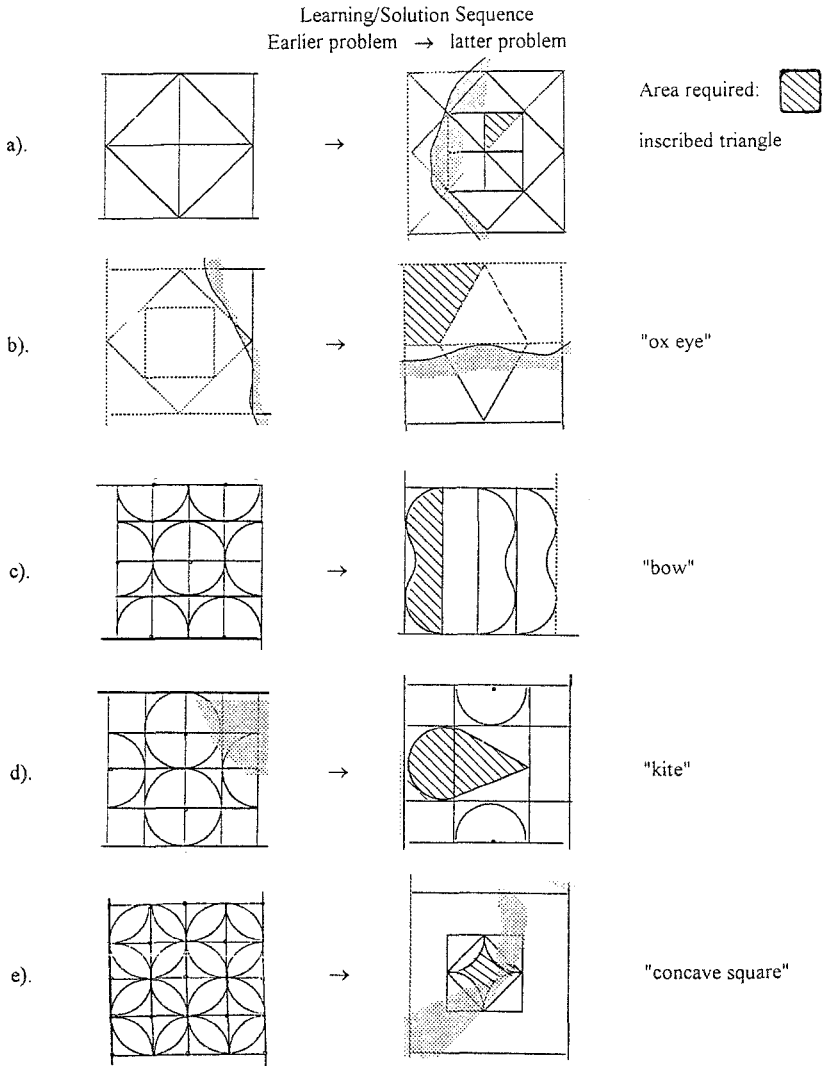 Learning/Solution Sequence
Earlier problem → latter problem
Area required:
a).
→
inscribed triangle
b).
→
"ox eye"
c).
→
"bow"
d).
→
"kite"
e).
→
"concave square"